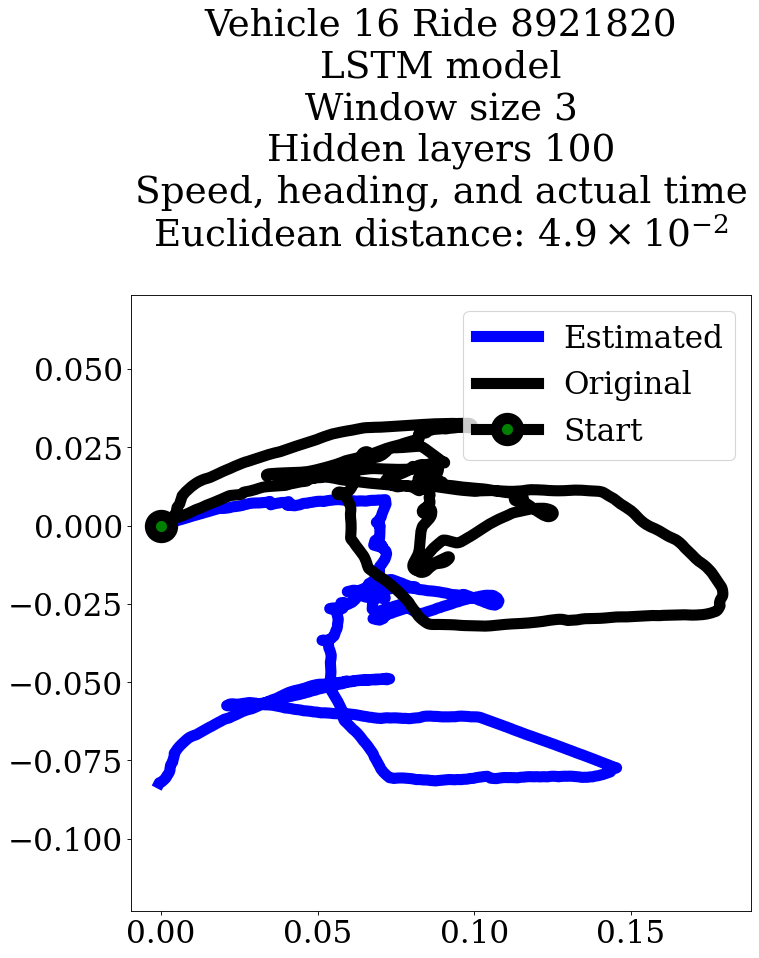 Vehicle 16 Ride 8921820
LSTM model
Window size 3
Hidden layers 100
Speed, heading, and actual time
Euclidean distance: 4.9 × 10⁻²
Estimated
Original
Start
0.050
0.025
0.000
−0.025
−0.050
−0.075
−0.100
0.00 0.05 0.10 0.15